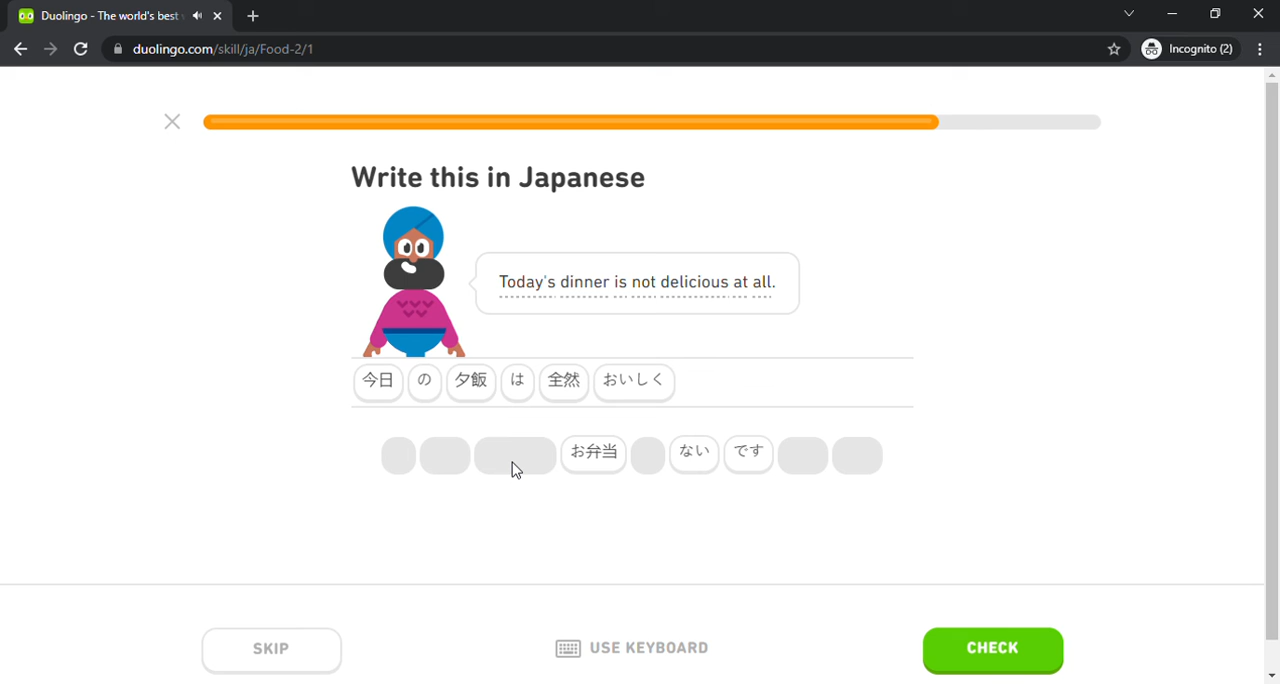 Duolingo - The world's best
duolingo.com/skill/ja/Food-2/1
Incognito (2)
Write this in Japanese
Today's dinner is not delicious at all.
今日 の 夕飯 は 全然 おいしく
お弁当 ない です
SKIP
USE KEYBOARD
CHECK